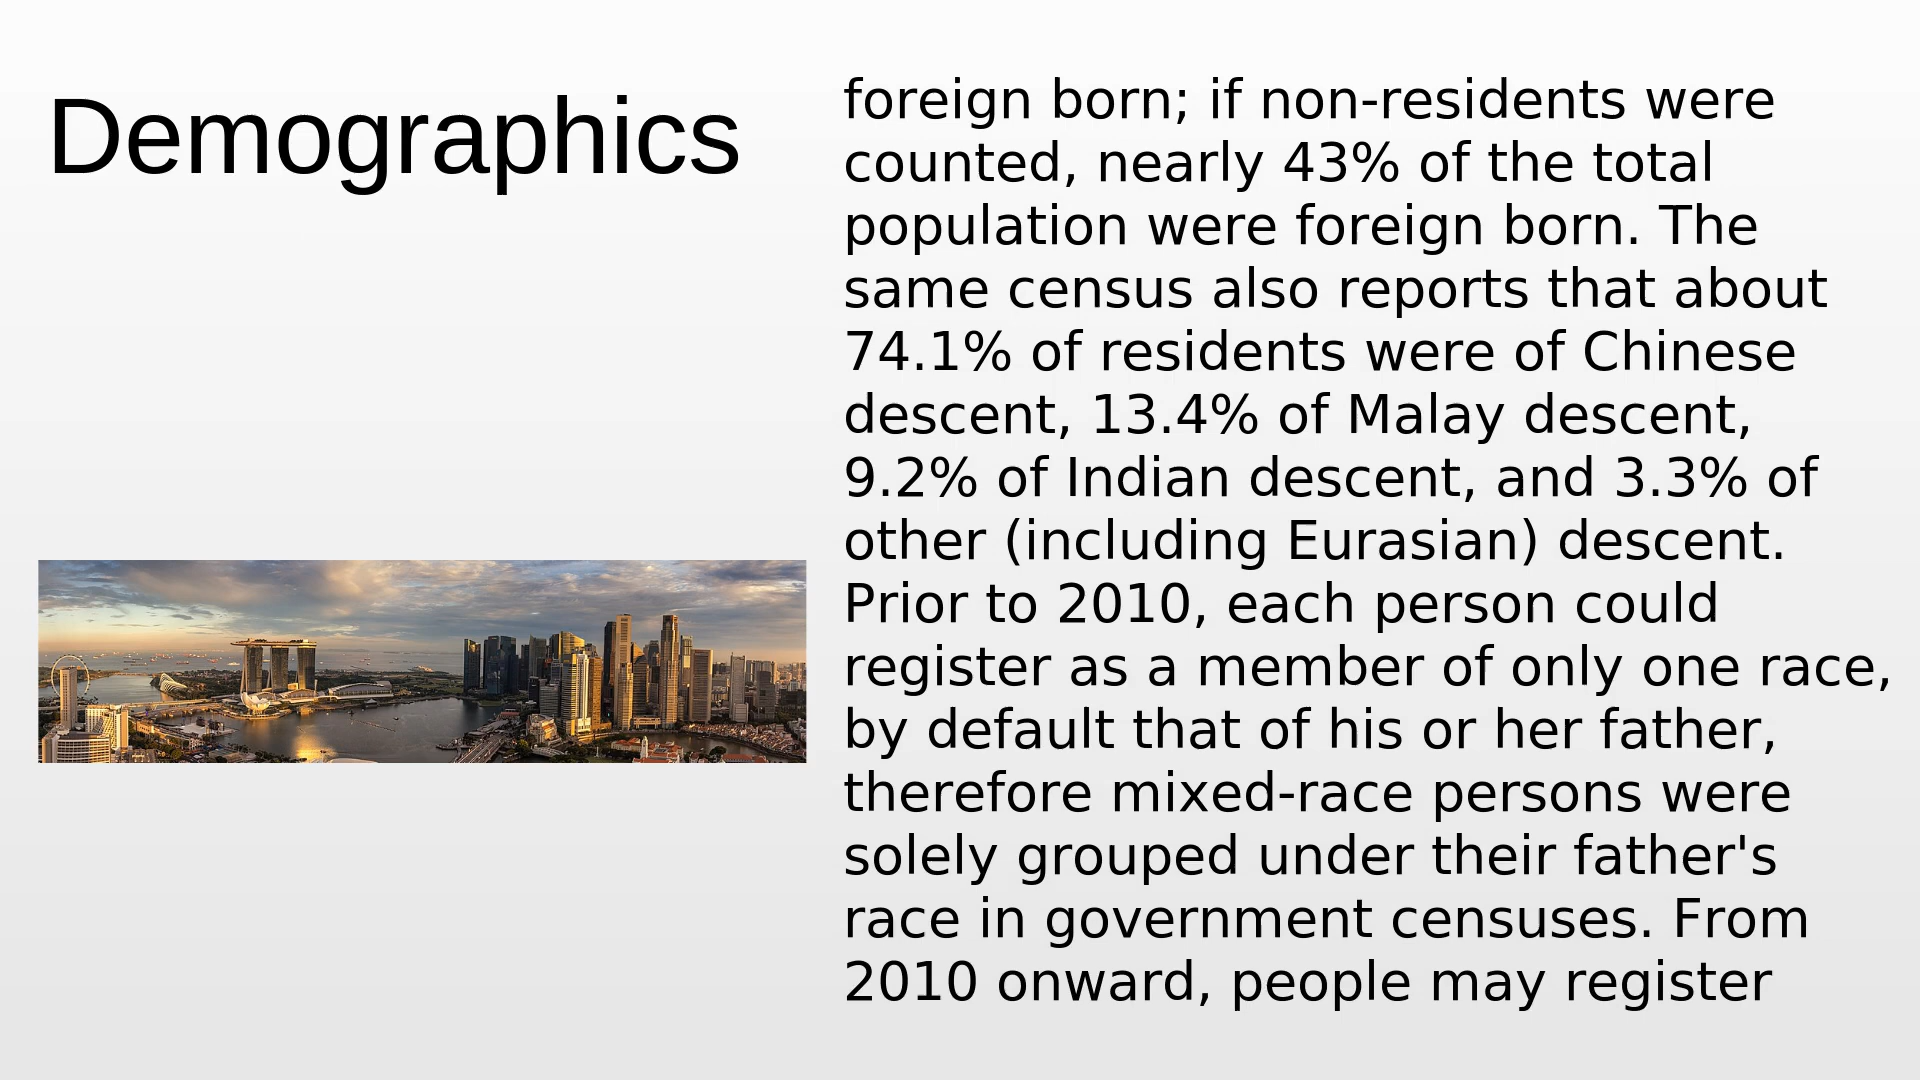 Demographics
foreign born; if non-residents were
counted, nearly 43% of the total
population were foreign born. The
same census also reports that about
74.1% of residents were of Chinese
descent, 13.4% of Malay descent,
9.2% of Indian descent, and 3.3% of
other (including Eurasian) descent.
Prior to 2010, each person could
register as a member of only one race,
by default that of his or her father,
therefore mixed-race persons were
solely grouped under their father's
race in government censuses. From
2010 onward, people may register